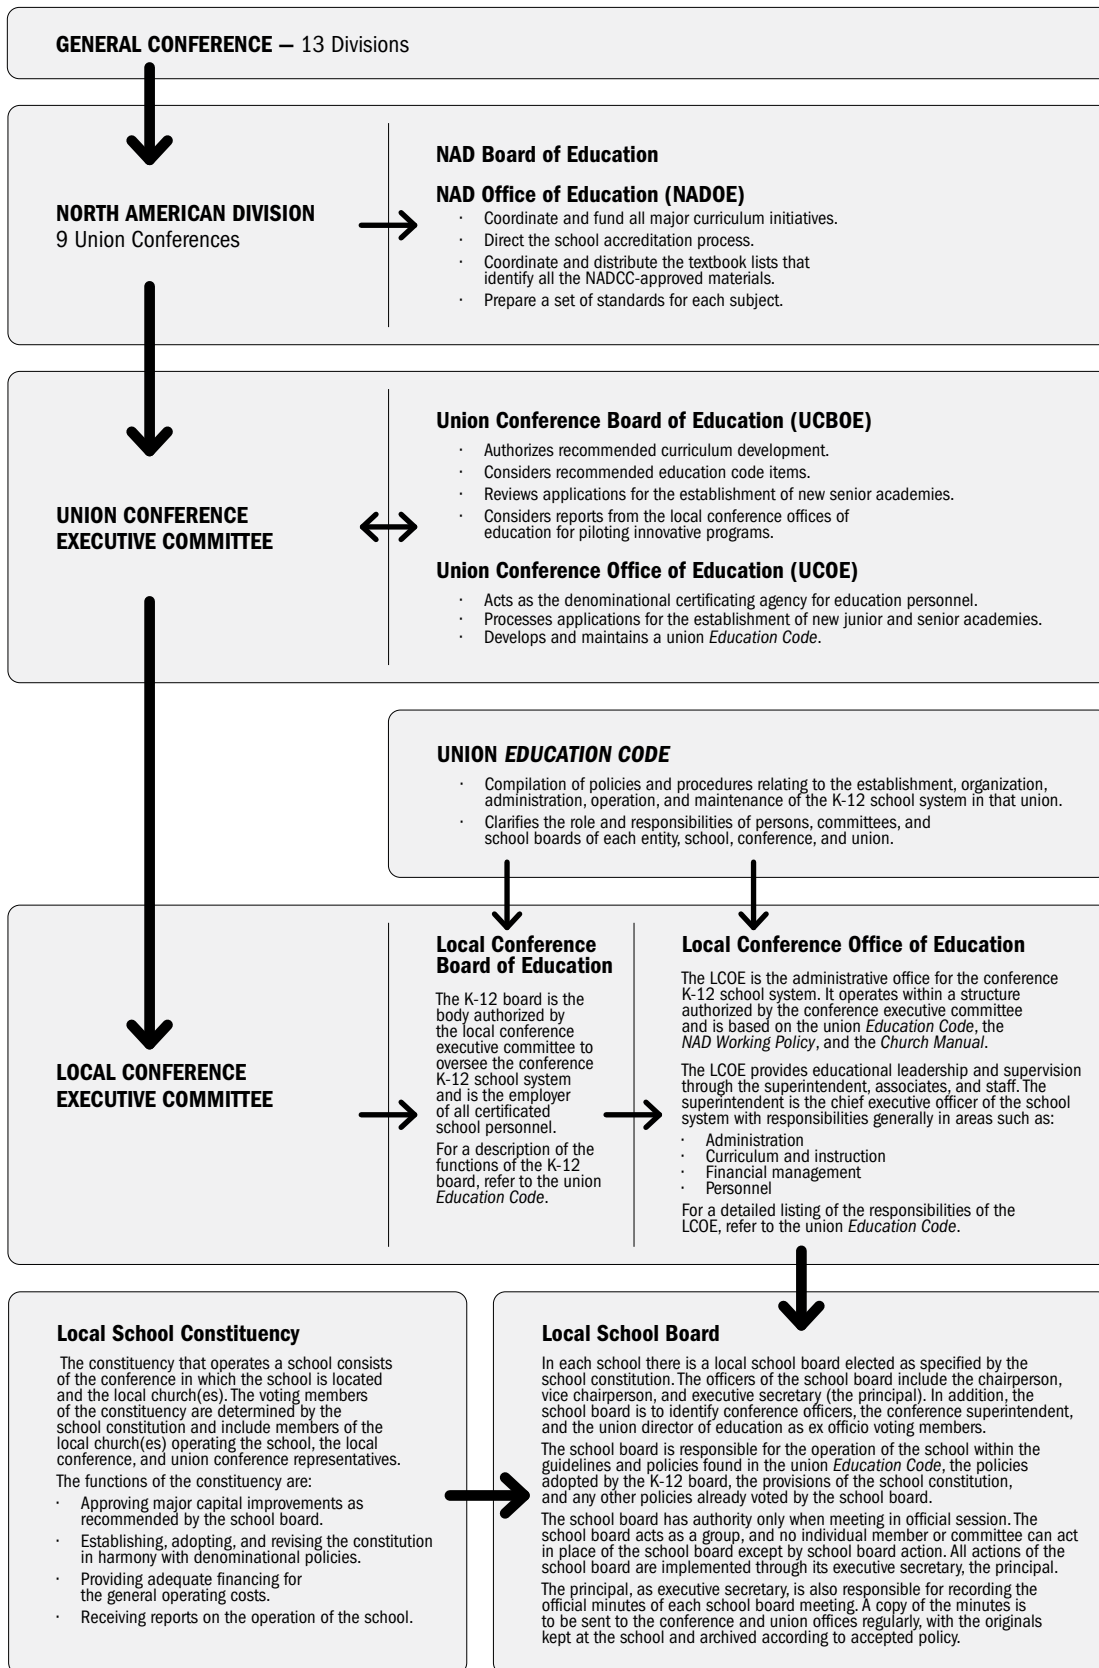 GENERAL CONFERENCE — 13 Divisions
NORTH AMERICAN DIVISION
9 Union Conferences
NAD Board of Education
NAD Office of Education (NADOE)
· Coordinate and fund all major curriculum initiatives.
· Direct the school accreditation process.
· Coordinate and distribute the textbook lists that
identify all the NADCC-approved materials.
· Prepare a set of standards for each subject.
UNION CONFERENCE
EXECUTIVE COMMITTEE
Union Conference Board of Education (UCBOE)
· Authorizes recommended curriculum development.
· Considers recommended education code items.
· Reviews applications for the establishment of new senior academies.
· Considers reports from the local conference offices of
education for piloting innovative programs.
Union Conference Office of Education (UCOE)
· Acts as the denominational certificating agency for education personnel.
· Processes applications for the establishment of new junior and senior academies.
· Develops and maintains a union Education Code.
UNION EDUCATION CODE
· Compilation of policies and procedures relating to the establishment, organization,
administration, operation, and maintenance of the K-12 school system in that union.
· Clarifies the role and responsibilities of persons, committees, and
school boards of each entity, school, conference, and union.
LOCAL CONFERENCE
EXECUTIVE COMMITTEE
Local Conference
Board of Education
The K-12 board is the
body authorized by
the local conference
executive committee to
oversee the conference
K-12 school system
and is the employer
of all certificated
school personnel.
For a description of the
functions of the K-12
board, refer to the union
Education Code.
Local Conference Office of Education
The LCOE is the administrative office for the conference
K-12 school system. It operates within a structure
authorized by the conference executive committee
and is based on the union Education Code, the
NAD Working Policy, and the Church Manual.
The LCOE provides educational leadership and supervision
through the superintendent, associates, and staff. The
superintendent is the chief executive officer of the school
system with responsibilities generally in areas such as:
· Administration
· Curriculum and instruction
· Financial management
· Personnel
For a detailed listing of the responsibilities of the
LCOE, refer to the union Education Code.
Local School Constituency
The constituency that operates a school consists
of the conference in which the school is located
and the local church(es). The voting members
of the constituency are determined by the
school constitution and include members of the
local church(es) operating the school, the local
conference, and union conference representatives.
The functions of the constituency are:
· Approving major capital improvements as
recommended by the school board.
· Establishing, adopting, and revising the constitution
in harmony with denominational policies.
· Providing adequate financing for
the general operating costs.
· Receiving reports on the operation of the school.
Local School Board
In each school there is a local school board elected as specified by the
school constitution. The officers of the school board include the chairperson,
vice chairperson, and executive secretary (the principal). In addition, the
school board is to identify conference officers, the conference superintendent,
and the union director of education as ex officio voting members.
The school board is responsible for the operation of the school within the
guidelines and policies found in the union Education Code, the policies
adopted by the K-12 board, the provisions of the school constitution,
and any other policies already voted by the school board.
The school board has authority only when meeting in official session. The
school board acts as a group, and no individual member or committee can act
in place of the school board except by school board action. All actions of the
school board are implemented through its executive secretary, the principal.
The principal, as executive secretary, is also responsible for recording the
official minutes of each school board meeting. A copy of the minutes is
to be sent to the conference and union offices regularly, with the originals
kept at the school and archived according to accepted policy.